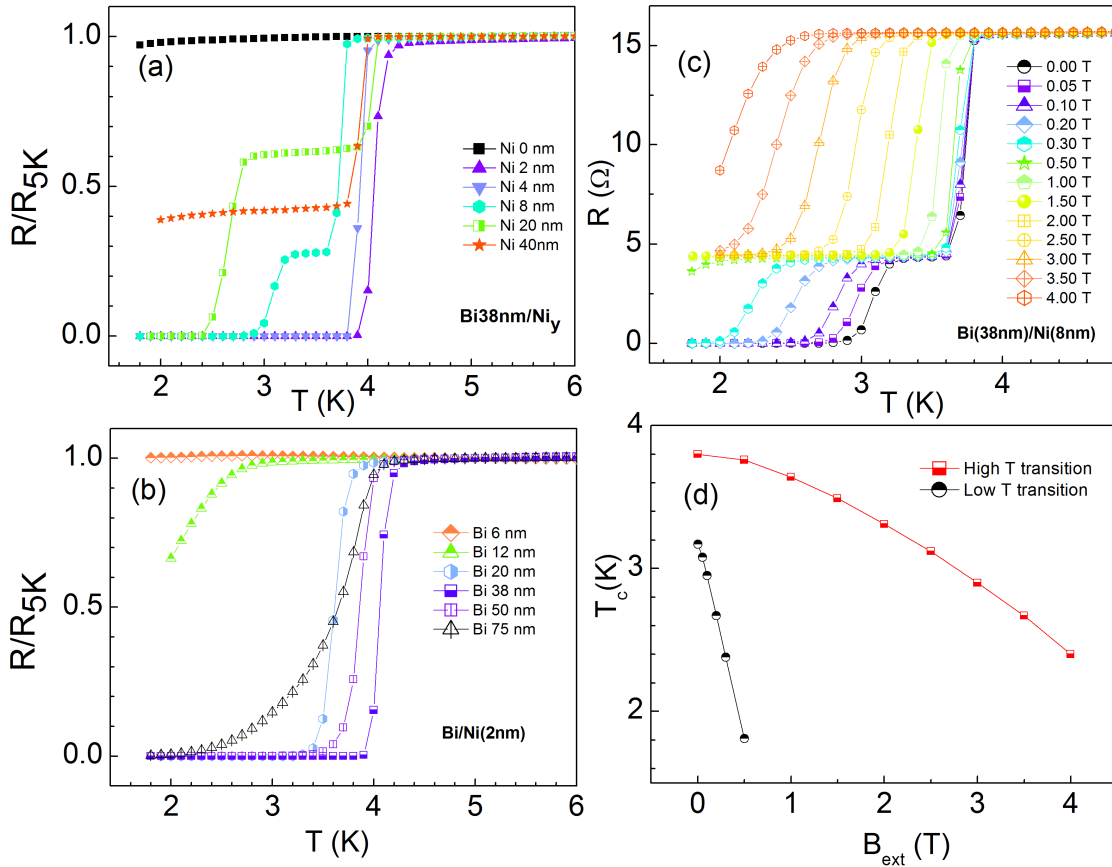 (a)
R/R5K
1.0
0.5
0.0
2
3
4
5
6
T (K)
Ni 0 nm
Ni 2 nm
Ni 4 nm
Ni 8 nm
Ni 20 nm
Ni 40nm
Bi38nm/Niy
(c)
R (Ω)
15
10
5
0
2
3
4
T (K)
0.00 T
0.05 T
0.10 T
0.20 T
0.30 T
0.50 T
1.00 T
1.50 T
2.00 T
2.50 T
3.00 T
3.50 T
4.00 T
Bi(38nm)/Ni(8nm)
(b)
R/R5K
1.0
0.5
0.0
2
3
4
5
6
T (K)
Bi 6 nm
Bi 12 nm
Bi 20 nm
Bi 38 nm
Bi 50 nm
Bi 75 nm
Bi/Ni(2nm)
(d)
Tc(K)
4
3
2
0
1
2
3
4
Bext(T)
High T transition
Low T transition